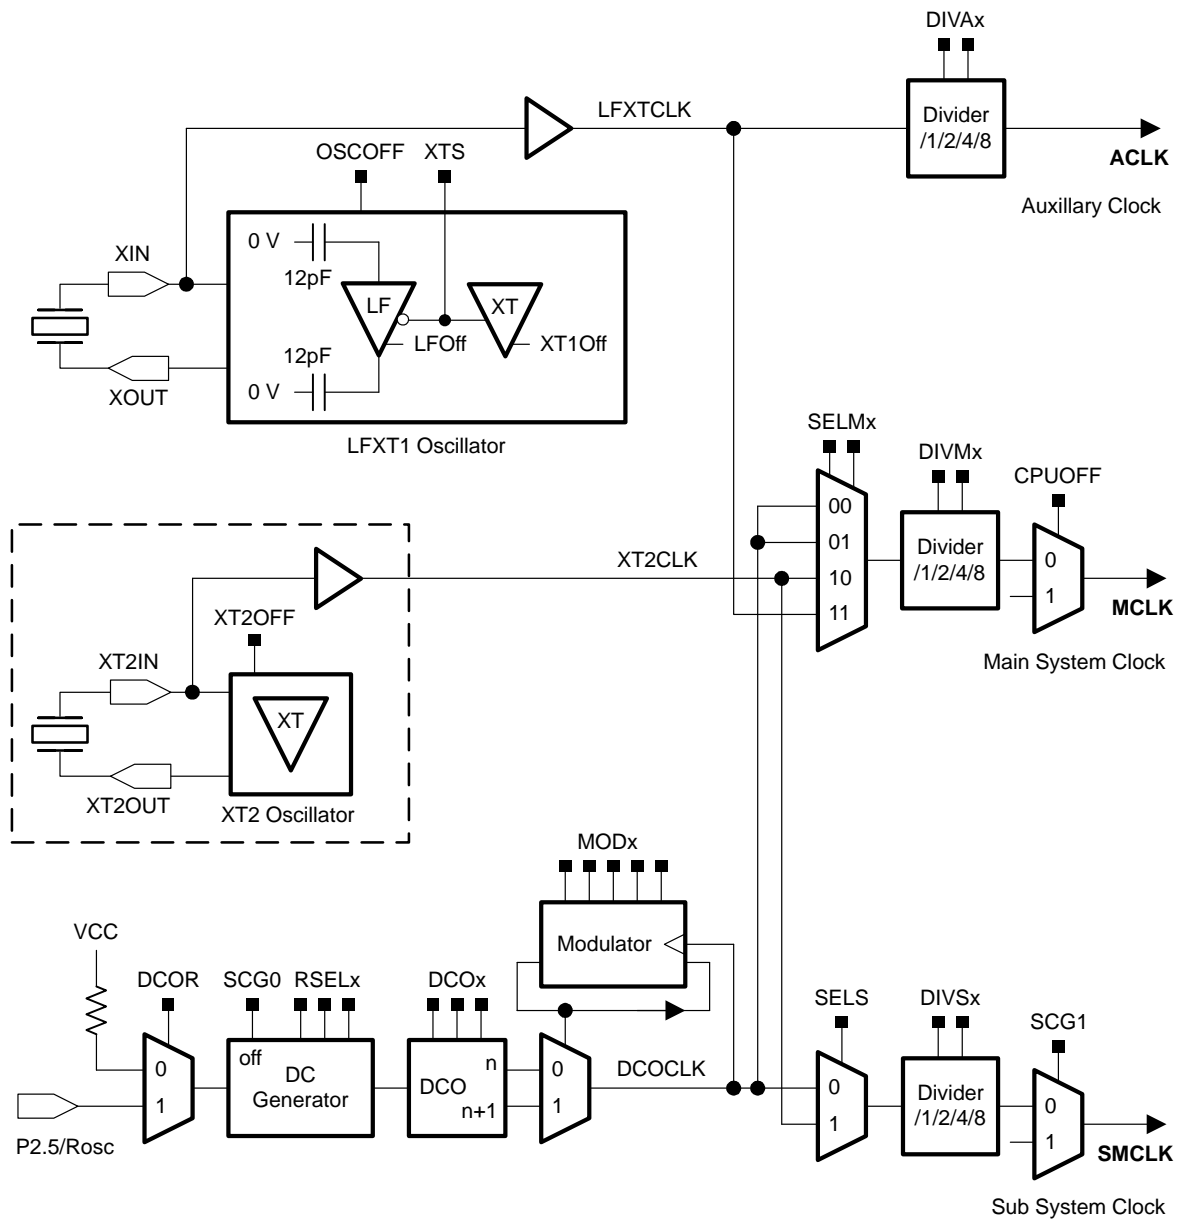 DIVAx
LFXTCLK
Divider
/1/2/4/8
ACLK
Auxillary Clock
OSCOFF
XTS
XIN
0 V
12pF
LF
XT
LFOff
XT1Off
12pF
0 V
XOUT
LFXT1 Oscillator
SELMx
DIVMx
CPUOFF
00
01
10
11
Divider
/1/2/4/8
0
1
MCLK
Main System Clock
XT2CLK
XT2OFF
XT2IN
XT
XT2OUT
XT2 Oscillator
MODx
Modulator
VCC
DCOR
SCG0
RSELx
DCOx
0
1
off
DC
Generator
DCO
n
n+1
0
1
DCOCLK
P2.5/Rosc
SELS
DIVSx
SCG1
0
1
Divider
/1/2/4/8
0
1
SMCLK
Sub System Clock